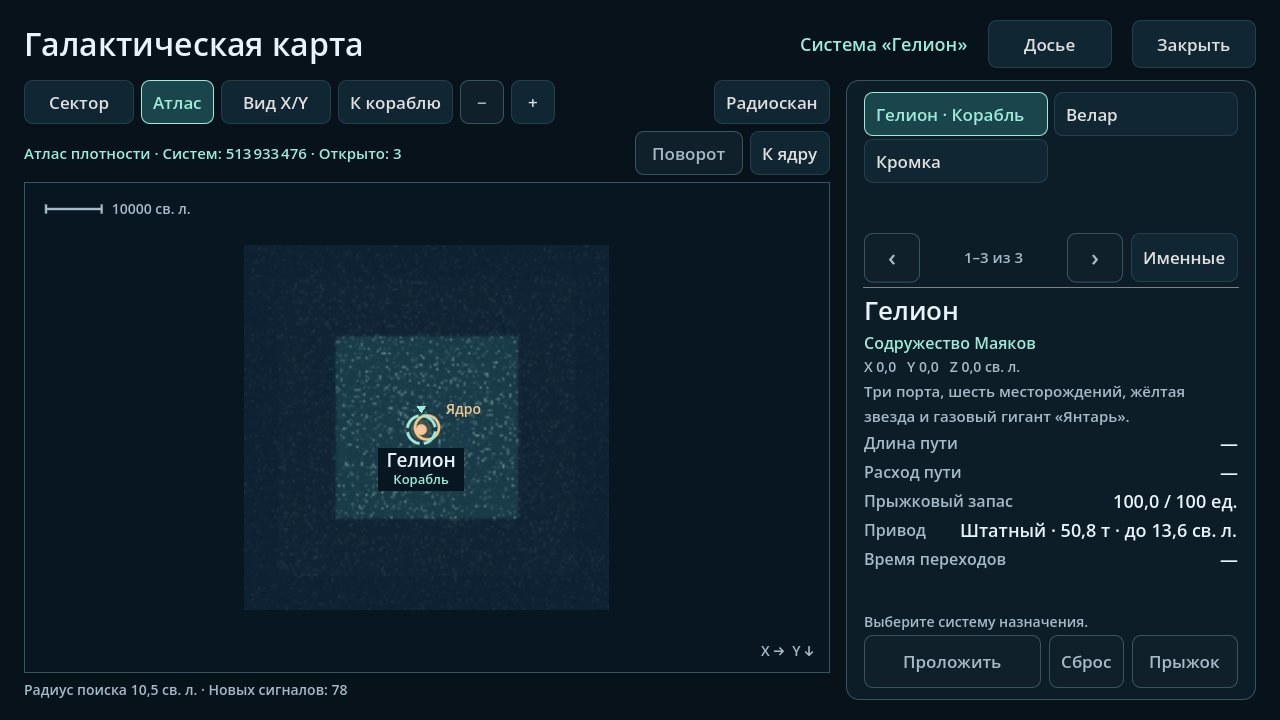 Галактическая карта
Система «Гелион»
Досье
Закрыть
Сектор
Атлас
Вид X/Y
К кораблю
−
+
Радиоскан
Атлас плотности · Систем: 513 933 476 · Открыто: 3
Поворот
К ядру
10000 св. л.
Ядро
Гелион
Корабль
X → Y ↓
Радиус поиска 10,5 св. л. · Новых сигналов: 78
Гелион · Корабль
Велар
Кромка
‹
1–3 из 3
›
Именные
Гелион
Содружество Маяков
X 0,0 Y 0,0 Z 0,0 св. л.
Три порта, шесть месторождений, жёлтая
звезда и газовый гигант «Янтарь».
Длина пути —
Расход пути —
Прыжковый запас 100,0 / 100 ед.
Привод Штатный · 50,8 т · до 13,6 св. л.
Время переходов —
Выберите систему назначения.
Проложить
Сброс
Прыжок